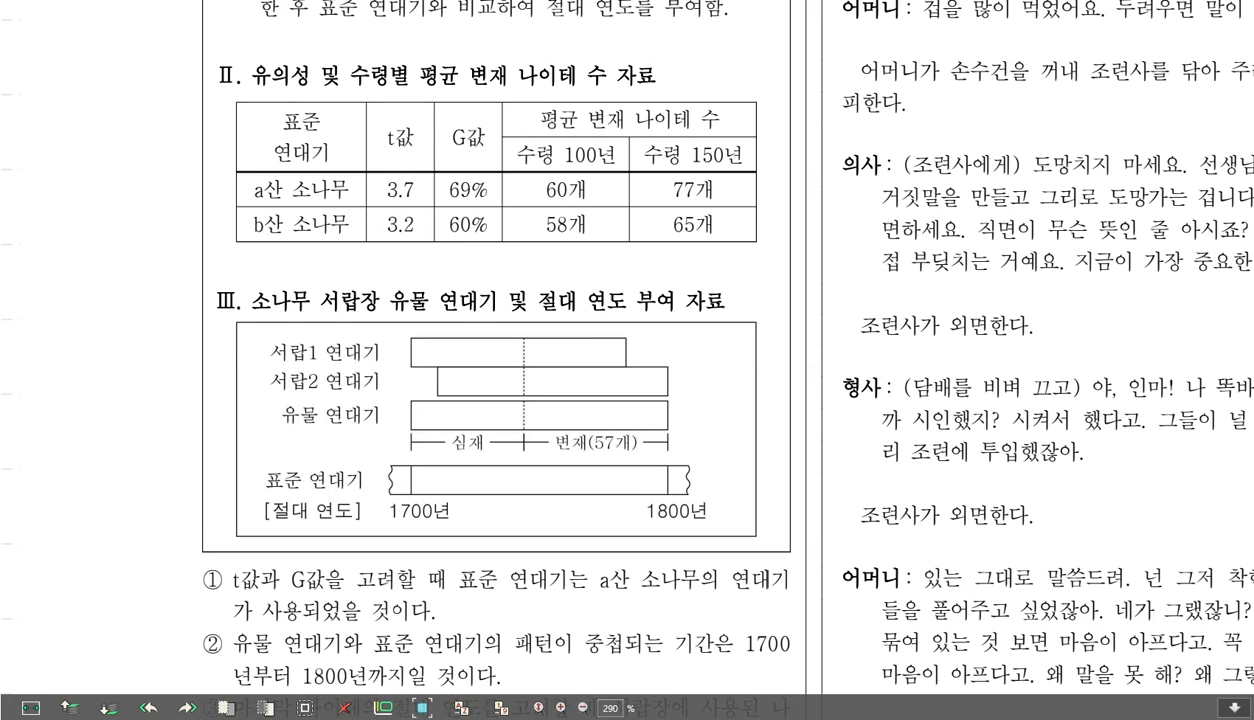 한 후 표준 연대기와 비교하여 절대 연도를 부여함.
Ⅱ. 유의성 및 수령별 평균 변재 나이테 수 자료
표준 연대기 t값 G값 평균 변재 나이테 수
수령 100년 수령 150년
a산 소나무 3.7 69% 60개 77개
b산 소나무 3.2 60% 58개 65개
Ⅲ. 소나무 서랍장 유물 연대기 및 절대 연도 부여 자료
서랍1 연대기
서랍2 연대기
유물 연대기
심재 변재(57개)
표준 연대기
[절대 연도] 1700년 1800년
① t값과 G값을 고려할 때 표준 연대기는 a산 소나무의 연대기
가 사용되었을 것이다.
② 유물 연대기와 표준 연대기의 패턴이 중첩되는 기간은 1700
년부터 1800년까지일 것이다.
어머니 : 겁을 많이 먹었어요. 두려우면 말이
어머니가 손수건을 꺼내 조련사를 닦아 주
피한다.
의사 : (조련사에게) 도망치지 마세요. 선생님
거짓말을 만들고 그리로 도망가는 겁니다
면하세요. 직면이 무슨 뜻인 줄 아시죠?
접 부딪치는 거예요. 지금이 가장 중요한
조련사가 외면한다.
형사 : (담배를 비벼 끄고) 야, 인마! 나 똑바
까 시인했지? 시켜서 했다고. 그들이 널
리 조련에 투입했잖아.
조련사가 외면한다.
어머니 : 있는 그대로 말씀드려. 넌 그저 착
들을 풀어주고 싶었잖아. 네가 그랬잖니?
묶여 있는 것 보면 마음이 아프다고. 꼭
마음이 아프다고. 왜 말을 못 해? 왜 그
290 %